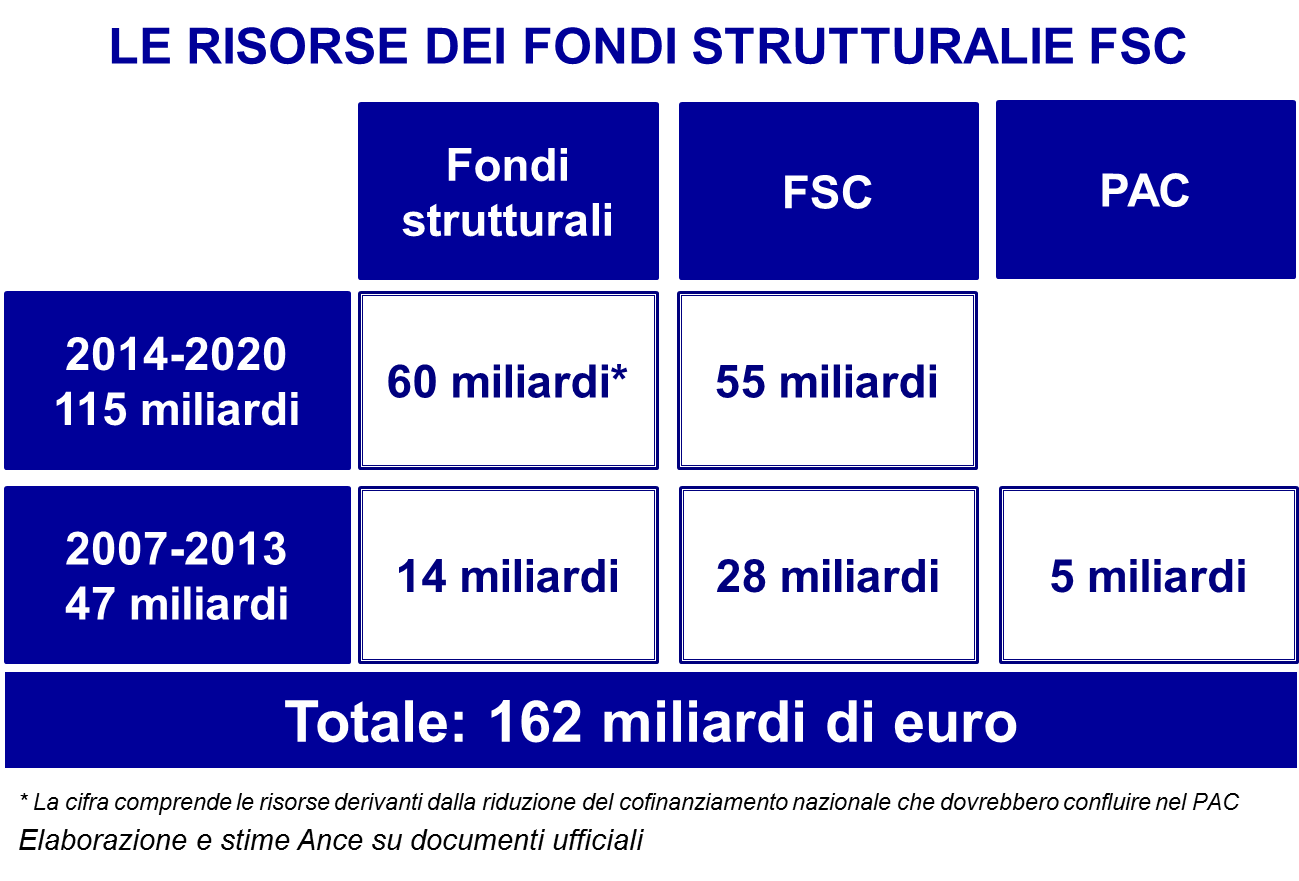 LE RISORSE DEI FONDI STRUTTURALIE FSC
Fondi
strutturali
FSC
PAC
2014-2020
115 miliardi
60 miliardi*
55 miliardi
2007-2013
47 miliardi
14 miliardi
28 miliardi
5 miliardi
Totale: 162 miliardi di euro
* La cifra comprende le risorse derivanti dalla riduzione del cofinanziamento nazionale che dovrebbero confluire nel PAC
Elaborazione e stime Ance su documenti ufficiali